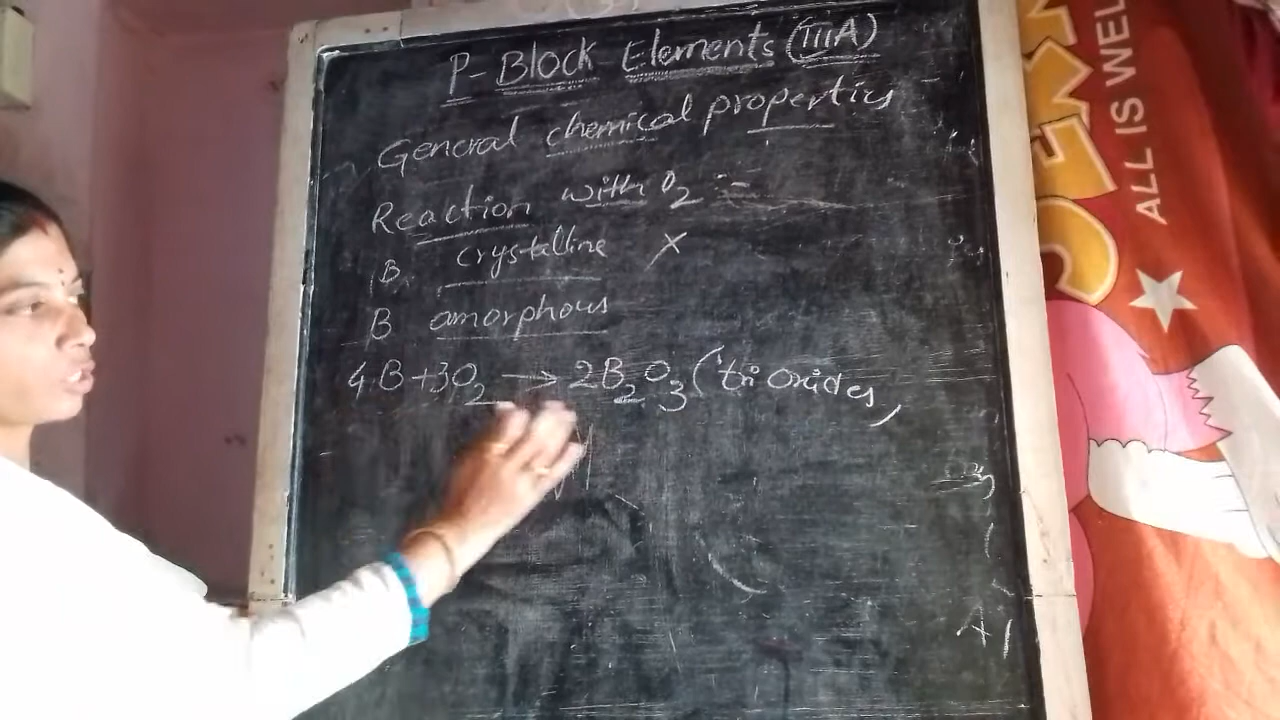 P-Block Elements (IIIA)
General chemical properties
Reaction with O2 :-
B crystalline X
B amorphous
4B+3O2 → 2B2O3 (tri oxides,
ALL IS WEL